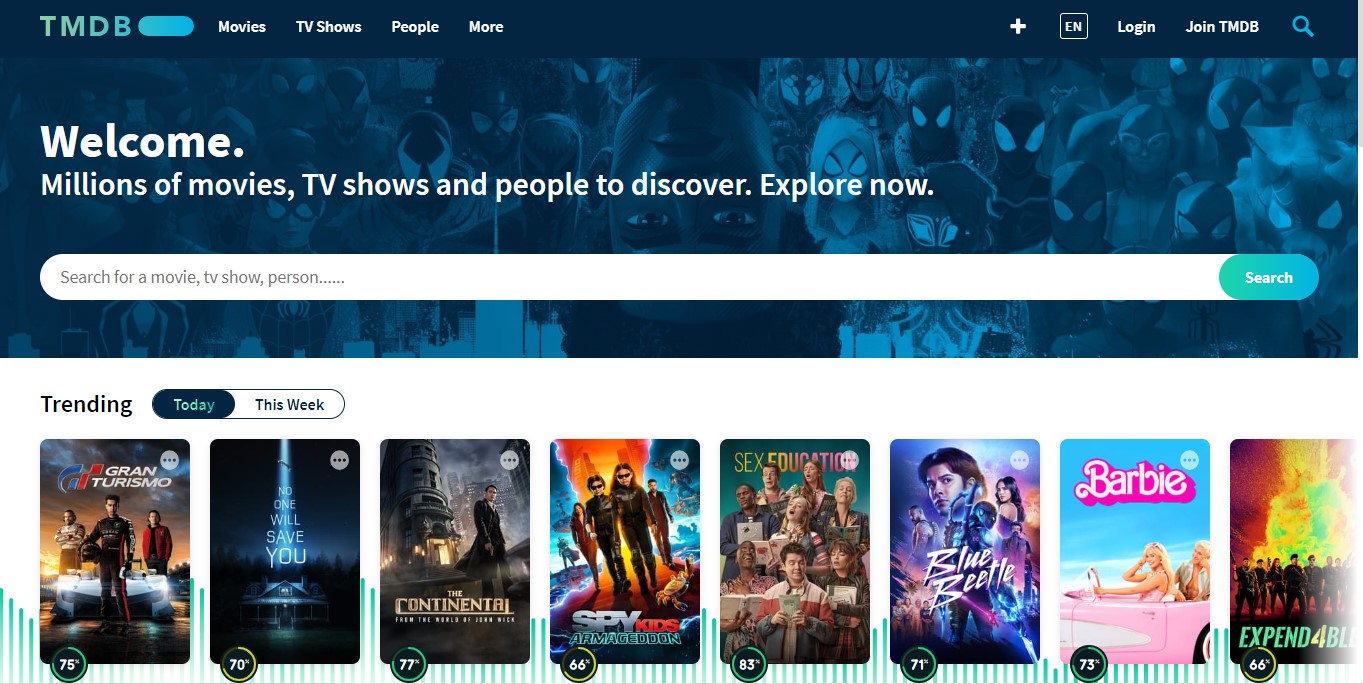 TMDB Movies TV Shows People More EN Login Join TMDB
Welcome.
Millions of movies, TV shows and people to discover. Explore now.
Search for a movie, tv show, person...... Search
Trending Today This Week
GRAN
TURISMO
NO
ONE
WILL
SAVE
YOU
THE
CONTINENTAL
FROM THE WORLD OF JOHN WICK
SPY KIDS
ARMAGEDDON
SEX EDUCATION
Blue
Beetle
Barbie
EXPEND4BLE
75% 70% 77% 66% 83% 71% 73% 66%